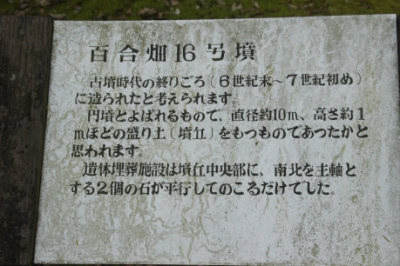 百合畑16号墳
古墳時代の終りごろ(6世紀末~7世紀初め)
に造られたと考えられます。
円墳とよばれるもので、直径約10m、高さ約1
mほどの盛り土(墳丘)をもつものであったかと
思われます。
遺体埋葬施設は墳丘中央部に、南北を主軸と
する2個の石が平行してのこるだけでした。